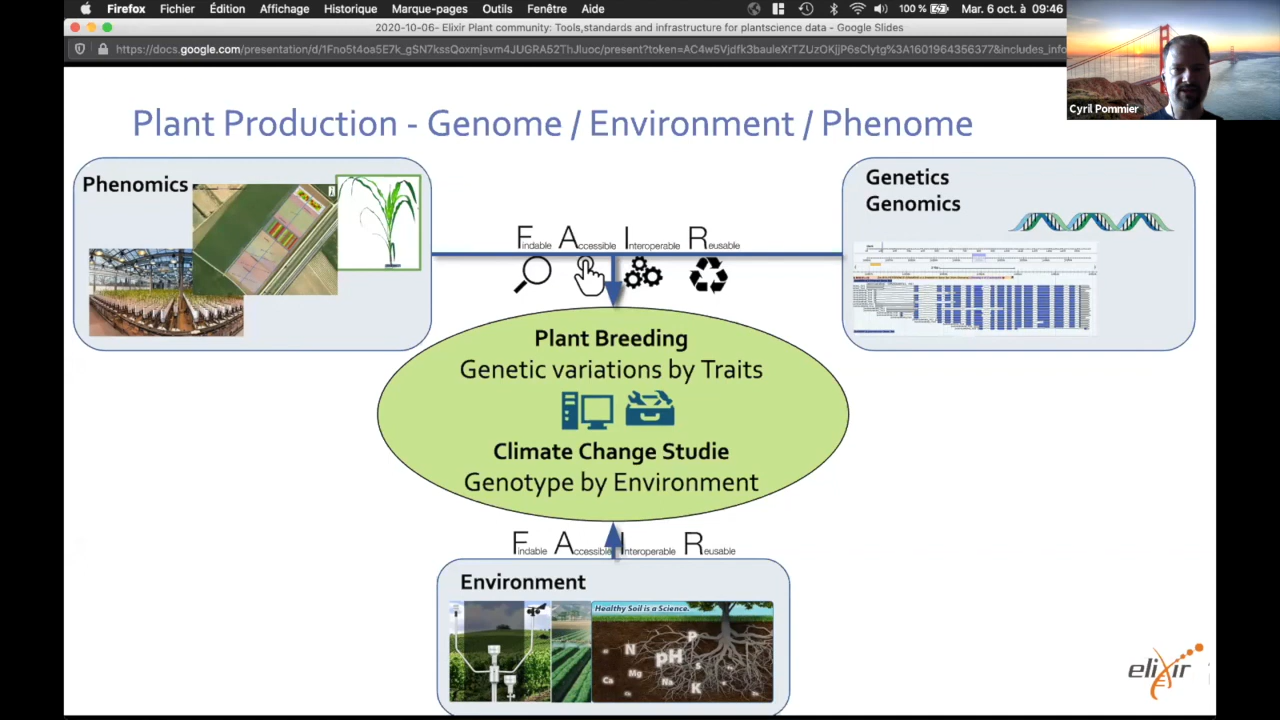 Firefox Fichier Édition Affichage Historique Marque-pages Outils Fenêtre Aide 100 % Mar. 6 oct. à 09:46
2020-10-06- Elixir Plant community: Tools,standards and infrastructure for plantscience data - Google Slides
Cyril Pommier
Plant Production - Genome / Environment / Phenome
Phenomics
Genetics
Genomics
Findable Accessible Interoperable Reusable
Plant Breeding
Genetic variations by Traits
Climate Change Studie
Genotype by Environment
Findable Accessible Interoperable Reusable
Environment
Healthy Soil is a Science.
P
N
pH
Mg
Ca
Na
K
elixir